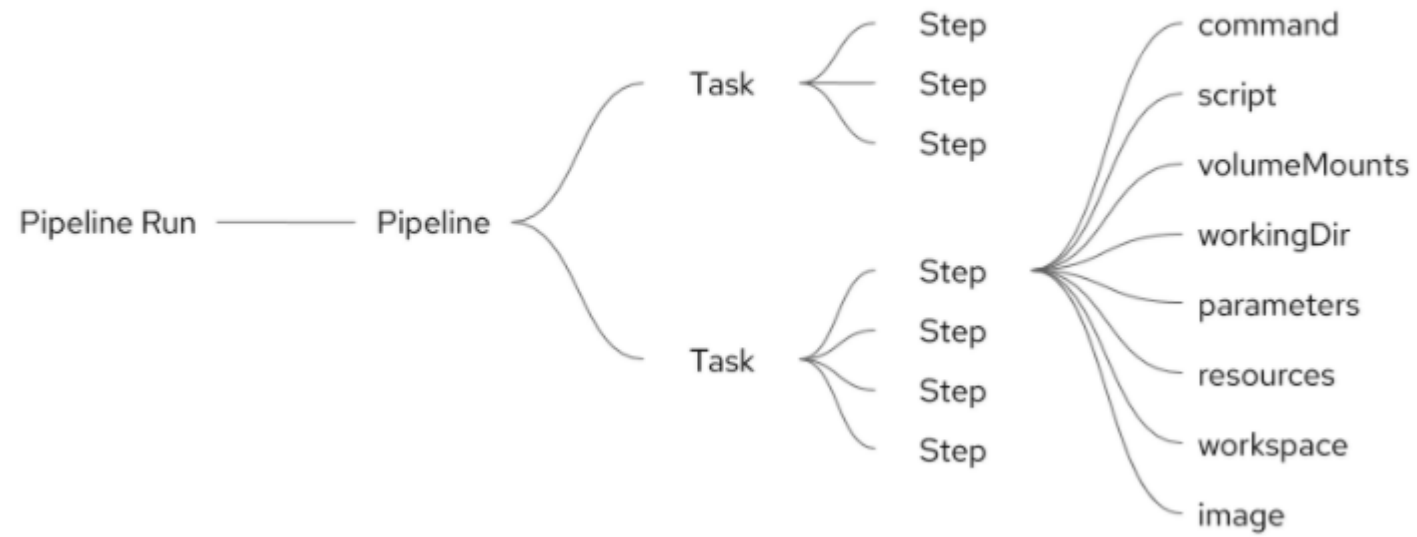 Pipeline Run
Pipeline
Task
Step
Step
Step
Task
Step
Step
Step
Step
command
script
volumeMounts
workingDir
parameters
resources
workspace
image